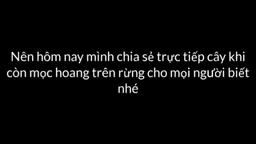 Nên hôm nay mình chia sẻ trực tiếp cây khi
còn mọc hoang trên rừng cho mọi người biết
nhé